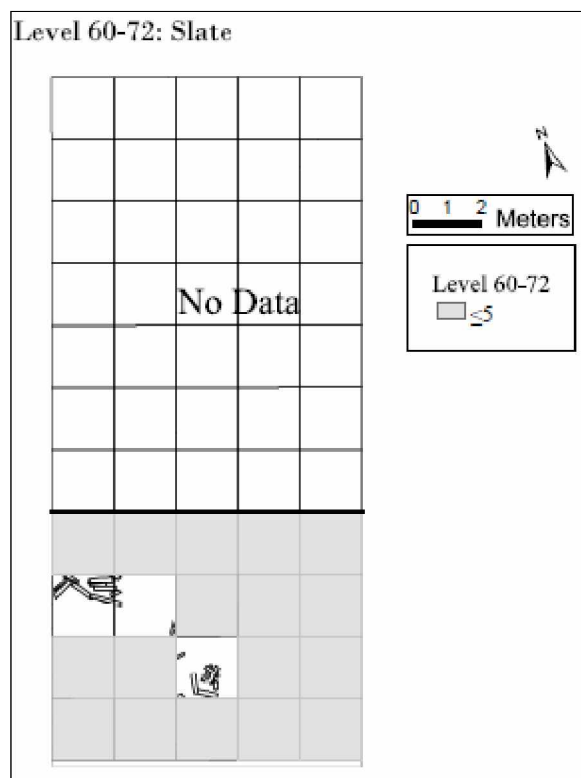 Level 60-72: Slate
N
0 1 2 Meters
Level 60-72
≤5
No Data